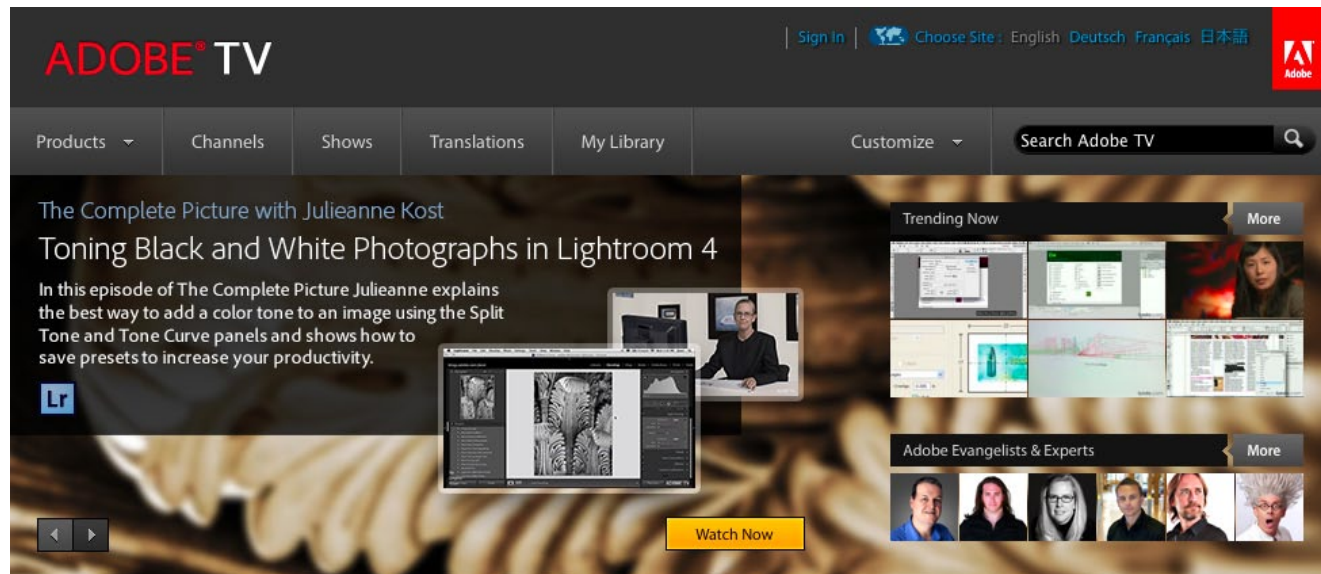 ADOBE® TV
Sign In
Choose Site : English Deutsch Français 日本語
Adobe
Products
Channels
Shows
Translations
My Library
Customize
Search Adobe TV
The Complete Picture with Julieanne Kost
Toning Black and White Photographs in Lightroom 4
In this episode of The Complete Picture Julieanne explains
the best way to add a color tone to an image using the Split
Tone and Tone Curve panels and shows how to
save presets to increase your productivity.
Lr
Watch Now
Trending Now
More
Adobe Evangelists & Experts
More